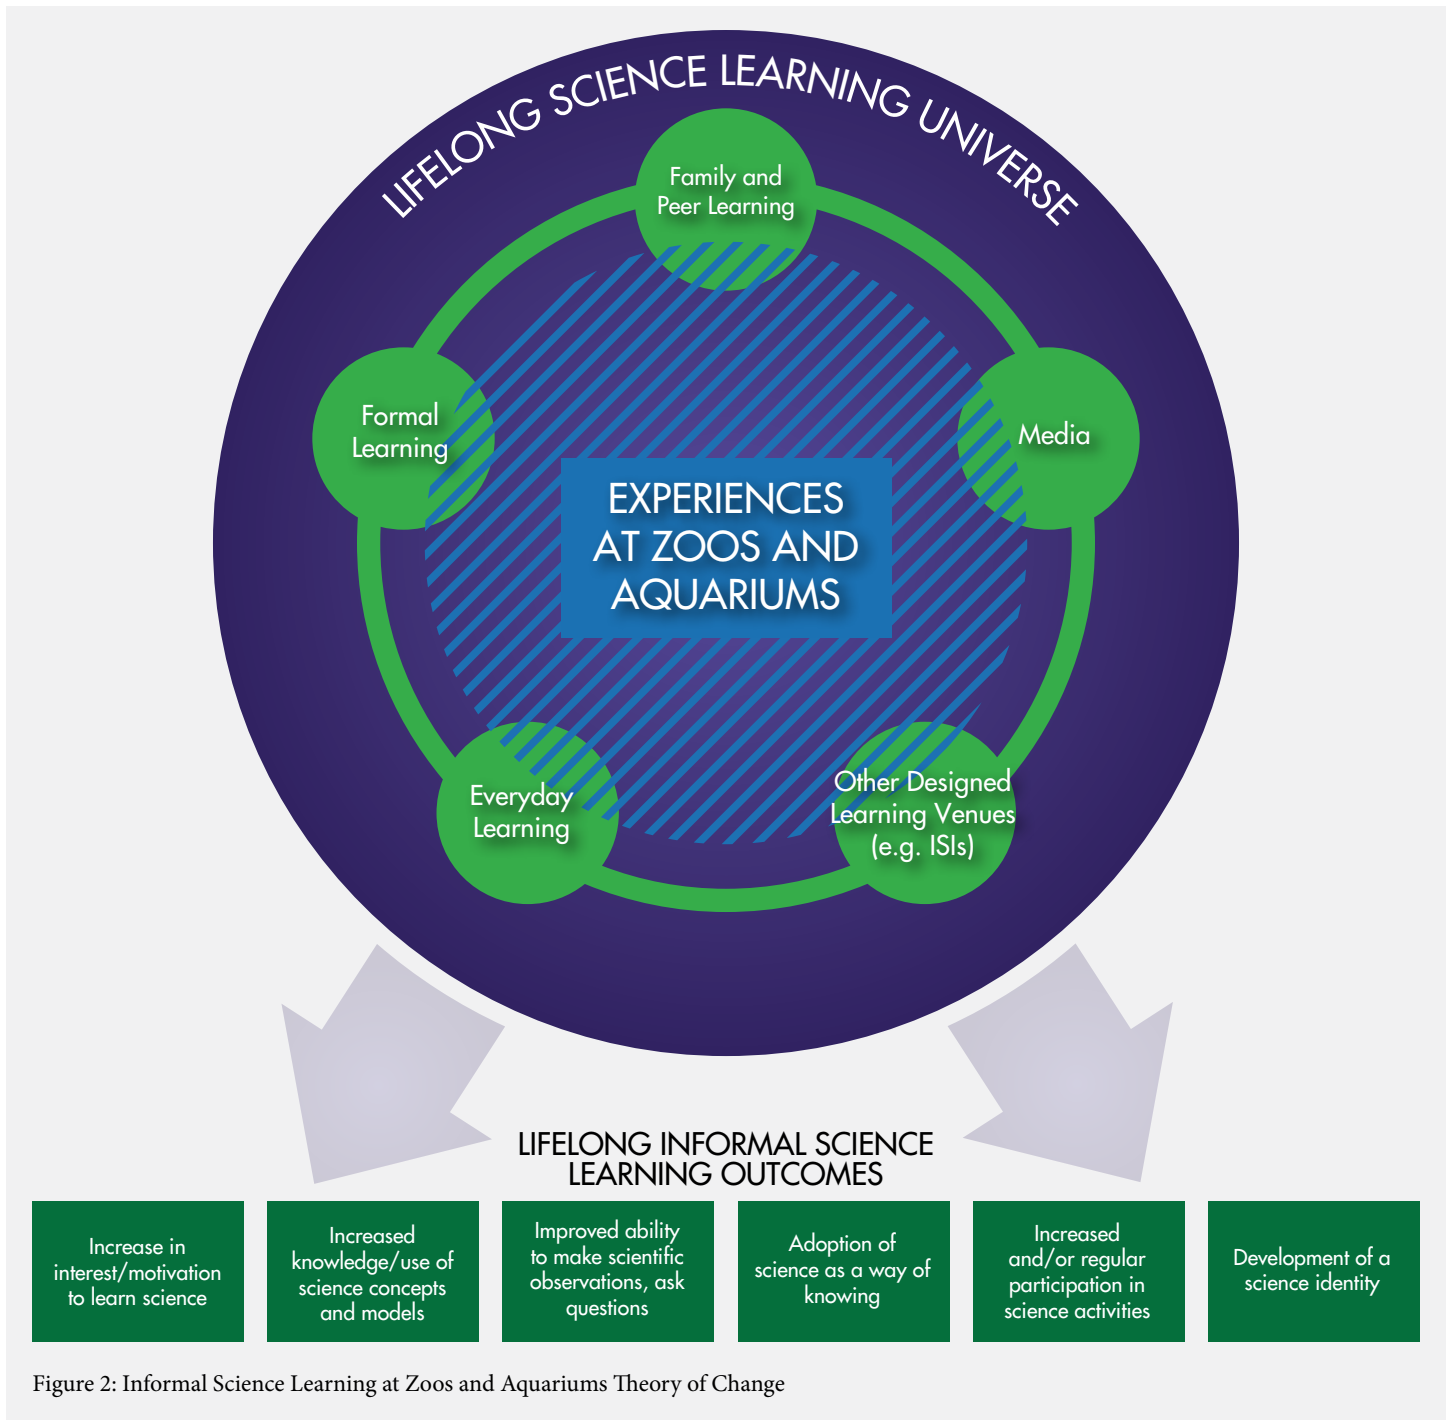 LIFELONG SCIENCE LEARNING UNIVERSE
Family and
Peer Learning
Formal
Learning
Media
EXPERIENCES
AT ZOOS AND
AQUARIUMS
Everyday
Learning
Other Designed
Learning Venues
(e.g. ISIs)
LIFELONG INFORMAL SCIENCE
LEARNING OUTCOMES
Increase in
interest/motivation
to learn science
Increased
knowledge/use of
science concepts
and models
Improved ability
to make scientific
observations, ask
questions
Adoption of
science as a way of
knowing
Increased
and/or regular
participation in
science activities
Development of a
science identity
Figure 2: Informal Science Learning at Zoos and Aquariums Theory of Change